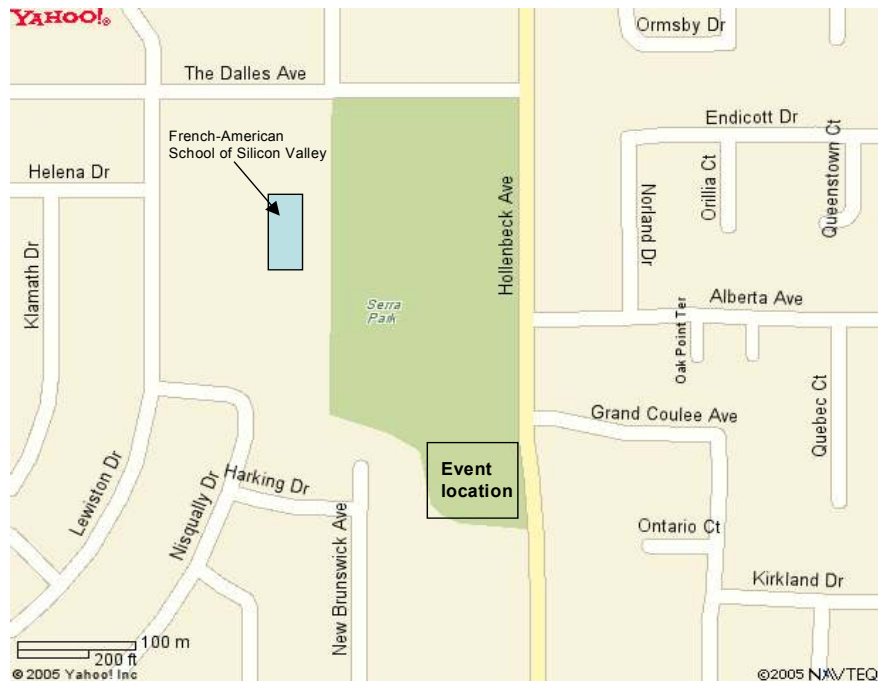 YAHOO!®
Ormsby Dr
The Dalles Ave
Endicott Dr
Queenstown Ct
French-American
School of Silicon Valley
Helena Dr
Orillia Ct
Norland Dr
Hollenbeck Ave
Klamath Dr
Serra
Park
Alberta Ave
Oak Point Ter
Quebec Ct
Grand Coulee Ave
Event
location
Lewiston Dr
Nisqually Dr
Harking Dr
New Brunswick Ave
Ontario Ct
Kirkland Dr
100 m
200 ft
©2005 Yahoo! Inc
©2005 NAVTEQ